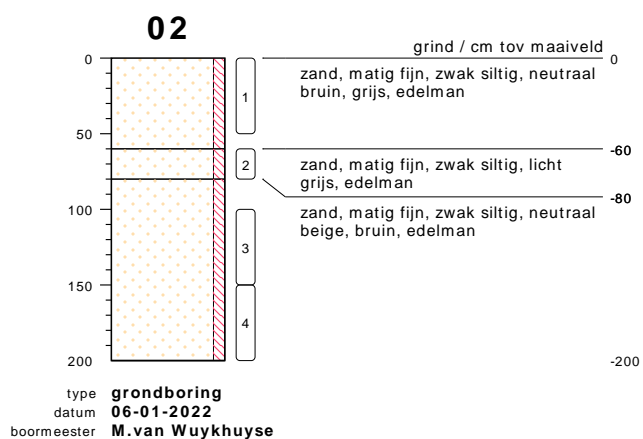 02
grind / cm tov maaiveld
0
0
zand, matig fijn, zwak siltig, neutraal
bruin, grijs, edelman
1
50
-60
2
zand, matig fijn, zwak siltig, licht
grijs, edelman
-80
100
zand, matig fijn, zwak siltig, neutraal
beige, bruin, edelman
3
150
4
200
-200
type grondboring
datum 06-01-2022
boormeester M.van Wuykhuyse